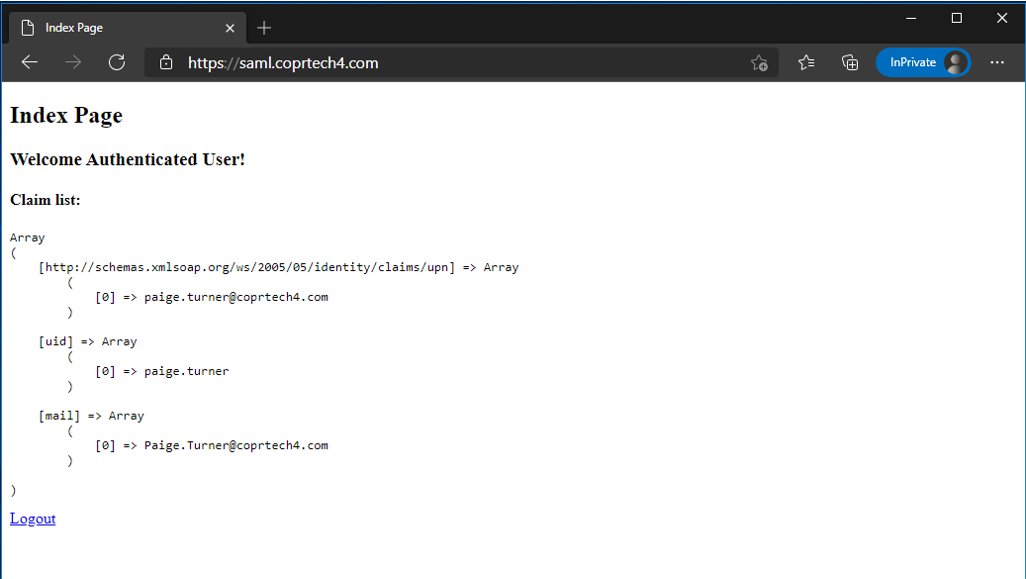 Index Page
https://saml.coprtech4.com
InPrivate
Index Page
Welcome Authenticated User!
Claim list:
Array
(
    [http://schemas.xmlsoap.org/ws/2005/05/identity/claims/upn] => Array
        (
            [0] => paige.turner@coprtech4.com
        )
    [uid] => Array
        (
            [0] => paige.turner
        )
    [mail] => Array
        (
            [0] => Paige.Turner@coprtech4.com
        )
)
Logout